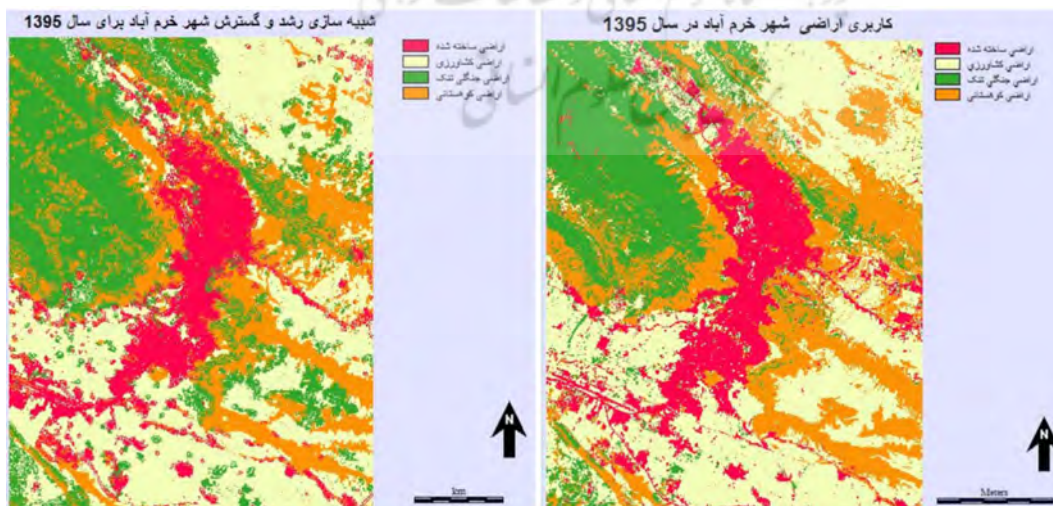 شبیه سازی رشد و گسترش شهر خرم آباد برای سال 1395
اراضی ساخته شده
اراضی کشاورزی
اراضی جنگلی تنک
اراضی کوهستانی
N
km
کاربری اراضی شهر خرم آباد در سال 1395
اراضی ساخته شده
اراضی کشاورزی
اراضی جنگلی تنک
اراضی کوهستانی
N
Meters